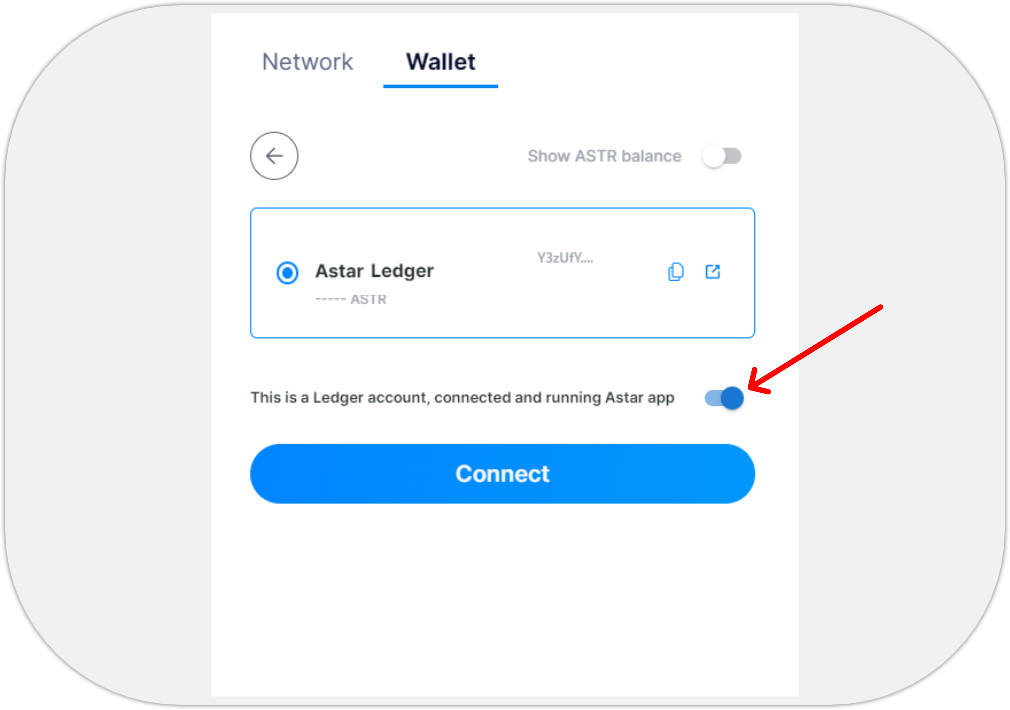 Network Wallet
Show ASTR balance
Astar Ledger Y3zUfY....
----- ASTR
This is a Ledger account, connected and running Astar app
Connect